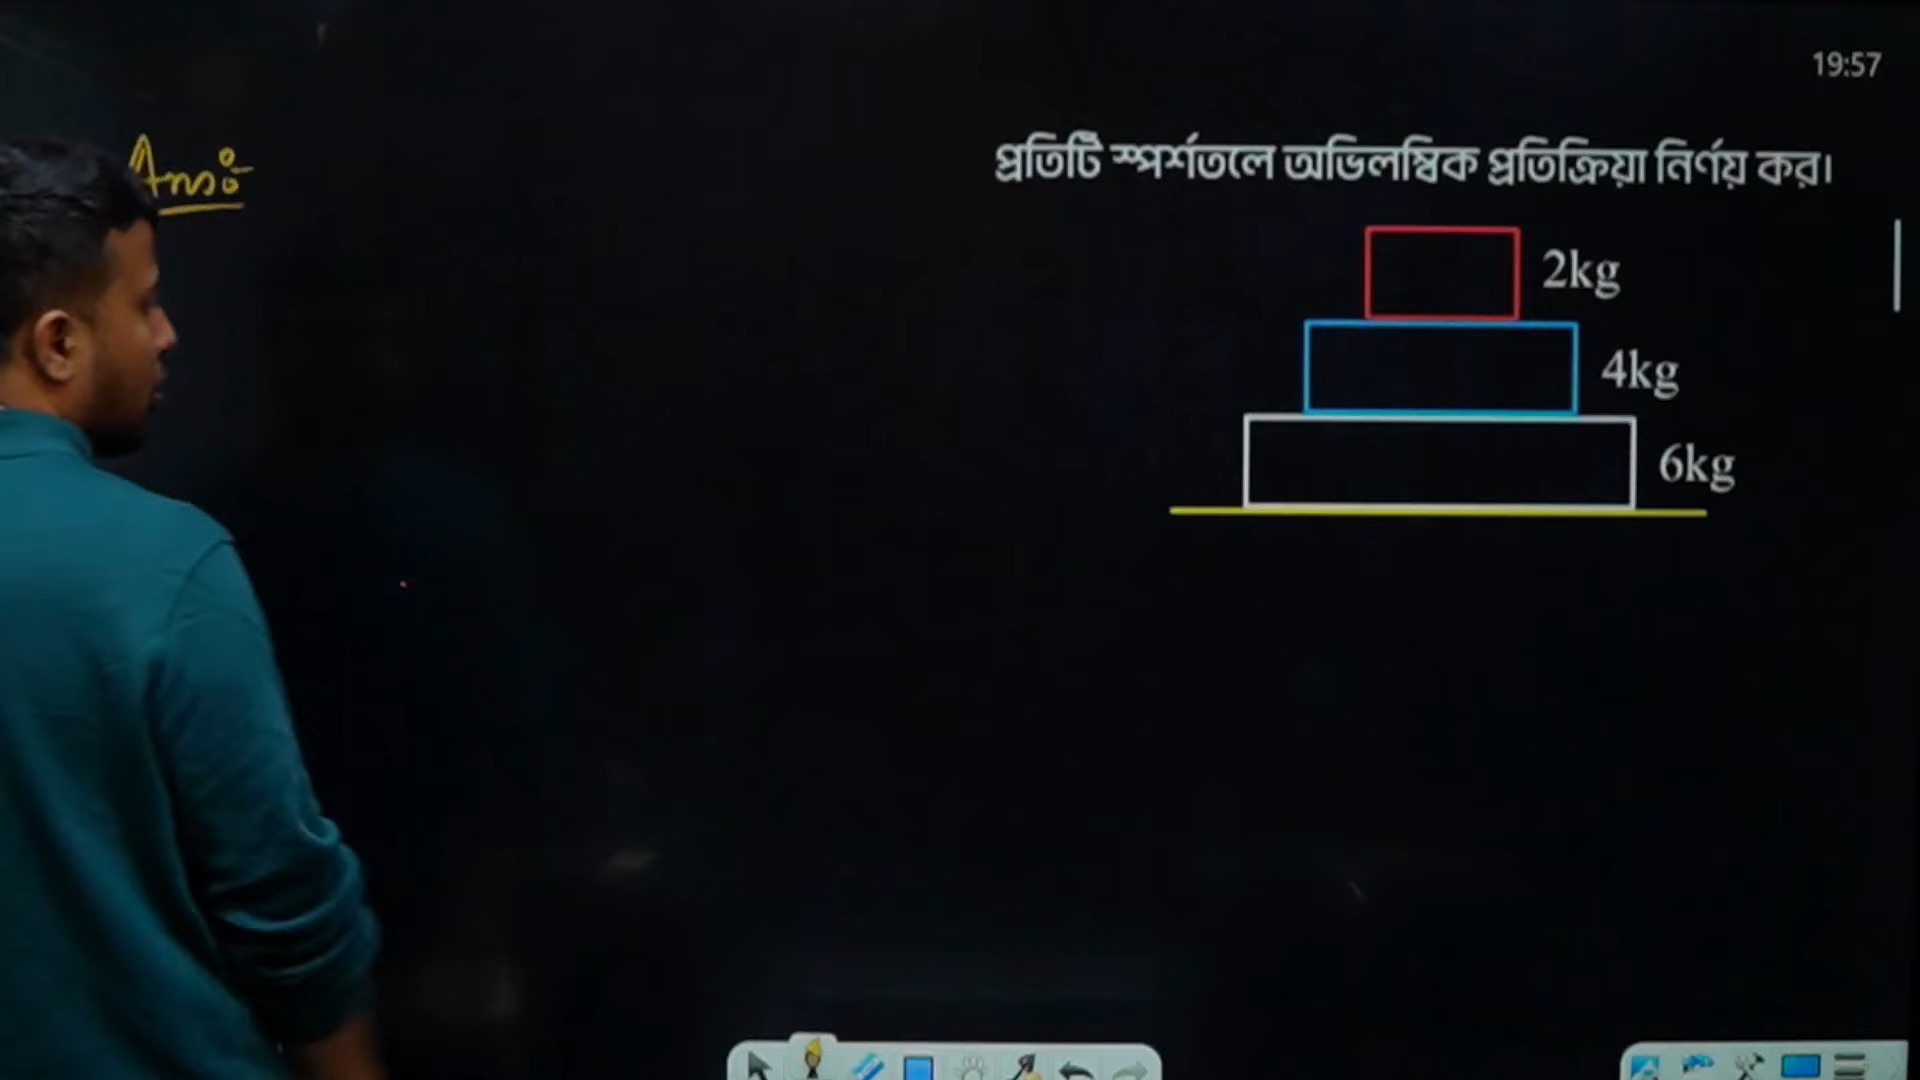 19:57
Ans:
প্রতিটি স্পর্শতলে অভিলম্বিক প্রতিক্রিয়া নির্ণয় কর।
2kg
4kg
6kg